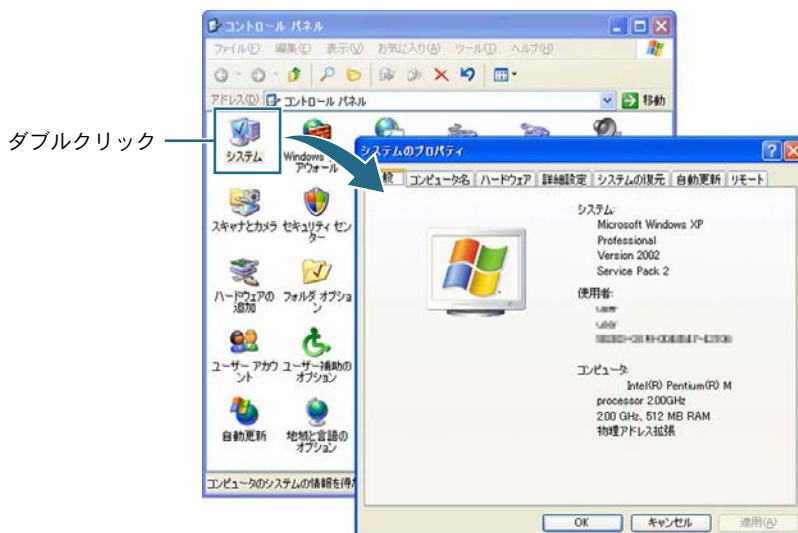 コントロール パネル
ファイル(F) 編集(E) 表示(V) お気に入り(A) ツール(T) ヘルプ(H)
アドレス(D) コントロール パネル 移動
ダブルクリック
システム
Windows
アウォール
スキャナとカメラ
セキュリティ セン
ター
ハードウェアの
追加
フォルダ オプショ
ン
ユーザー アカウ
ント
ユーザー補助の
オプション
自動更新
地域と言語の
オプション
コンピュータのシステムの情報を得
システムのプロパティ
コンピュータ名 ハードウェア 詳細設定 システムの復元 自動更新 リモート
システム:
Microsoft Windows XP
Professional
Version 2002
Service Pack 2
使用者:
コンピュータ:
Intel(R) Pentium(R) M
processor 2.00GHz
2.00 GHz、512 MB RAM
物理アドレス拡張
OK キャンセル 適用(A)